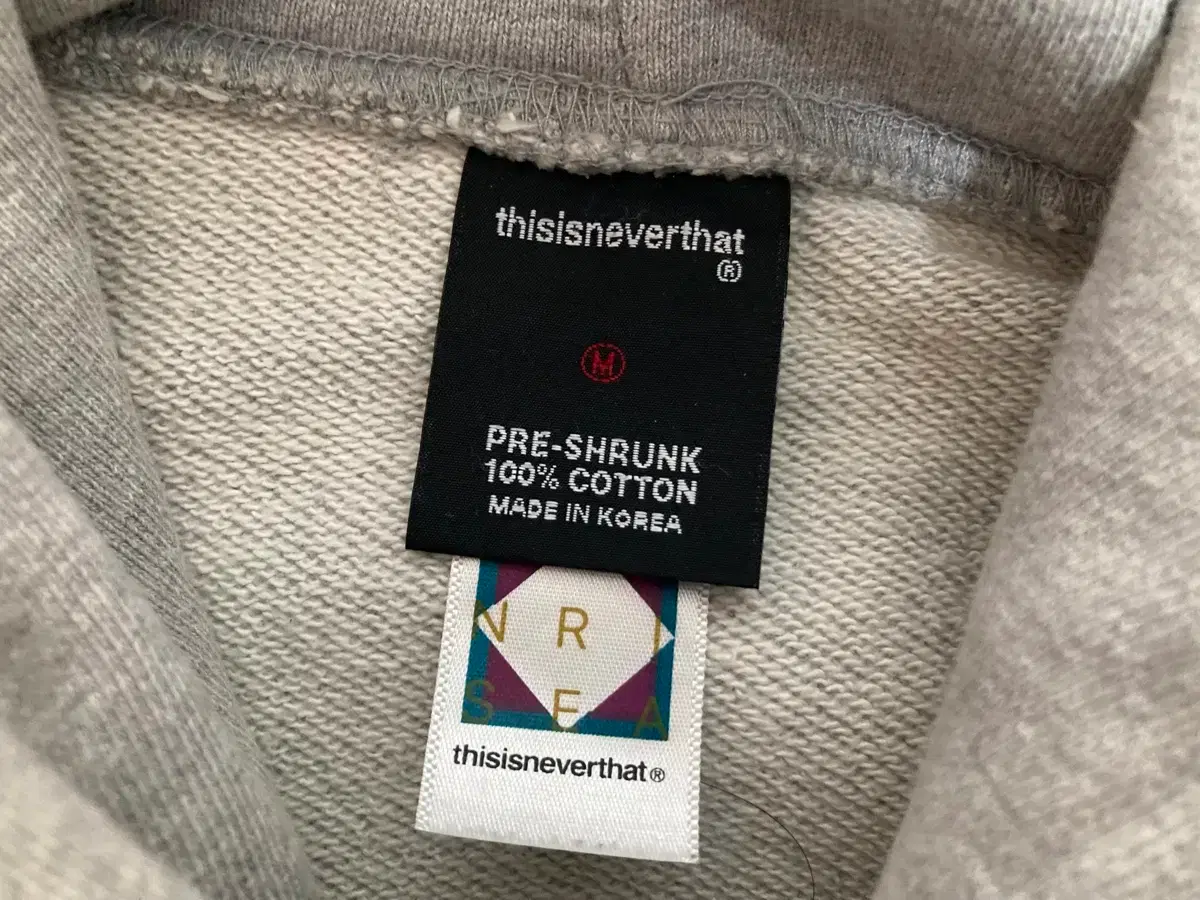 thisisneverthat
®
M
PRE-SHRUNK
100% COTTON
MADE IN KOREA
N R I
S E A
thisisneverthat®